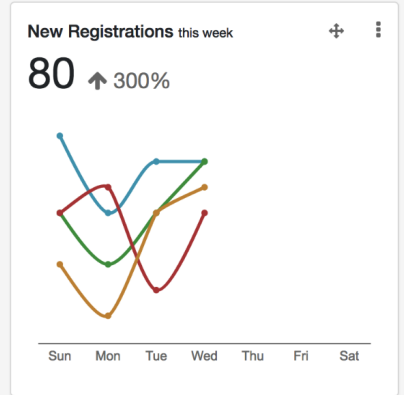 New Registrations this week
80 300%
Sun Mon Tue Wed Thu Fri Sat